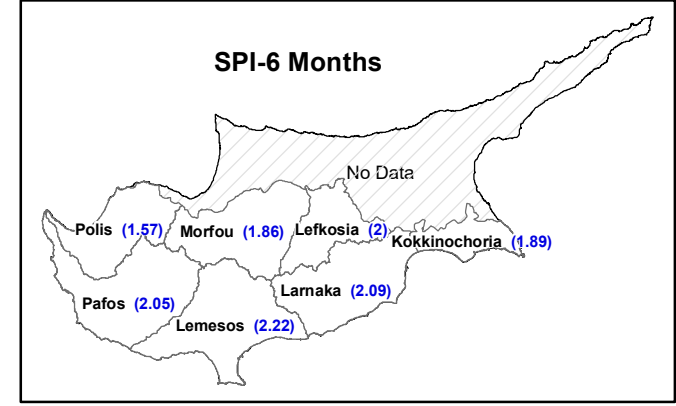 SPI-6 Months
No Data
Polis (1.57)
Morfou (1.86)
Lefkosia (2)
Kokkinochoria (1.89)
Pafos (2.05)
Larnaka (2.09)
Lemesos (2.22)